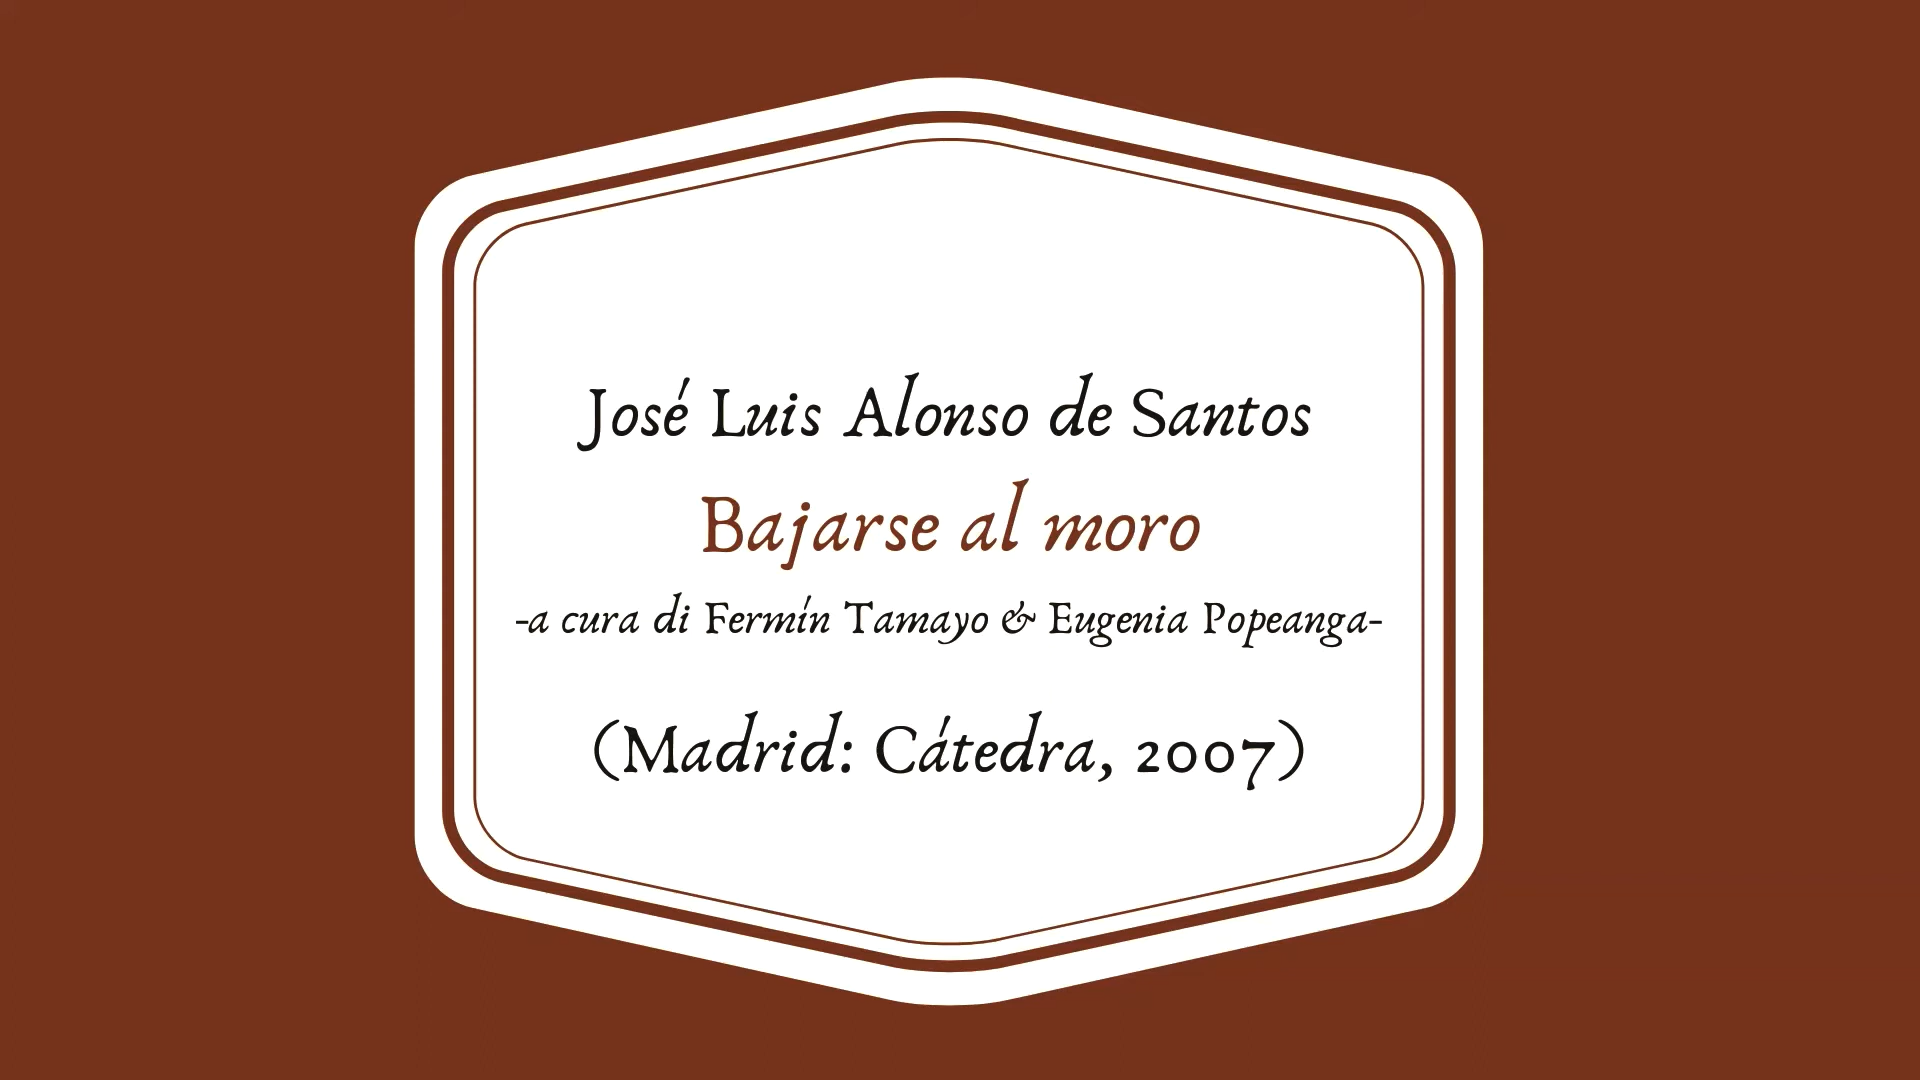 José Luis Alonso de Santos
Bajarse al moro
-a cura di Fermín Tamayo & Eugenia Popeanga-
(Madrid: Cátedra, 2007)